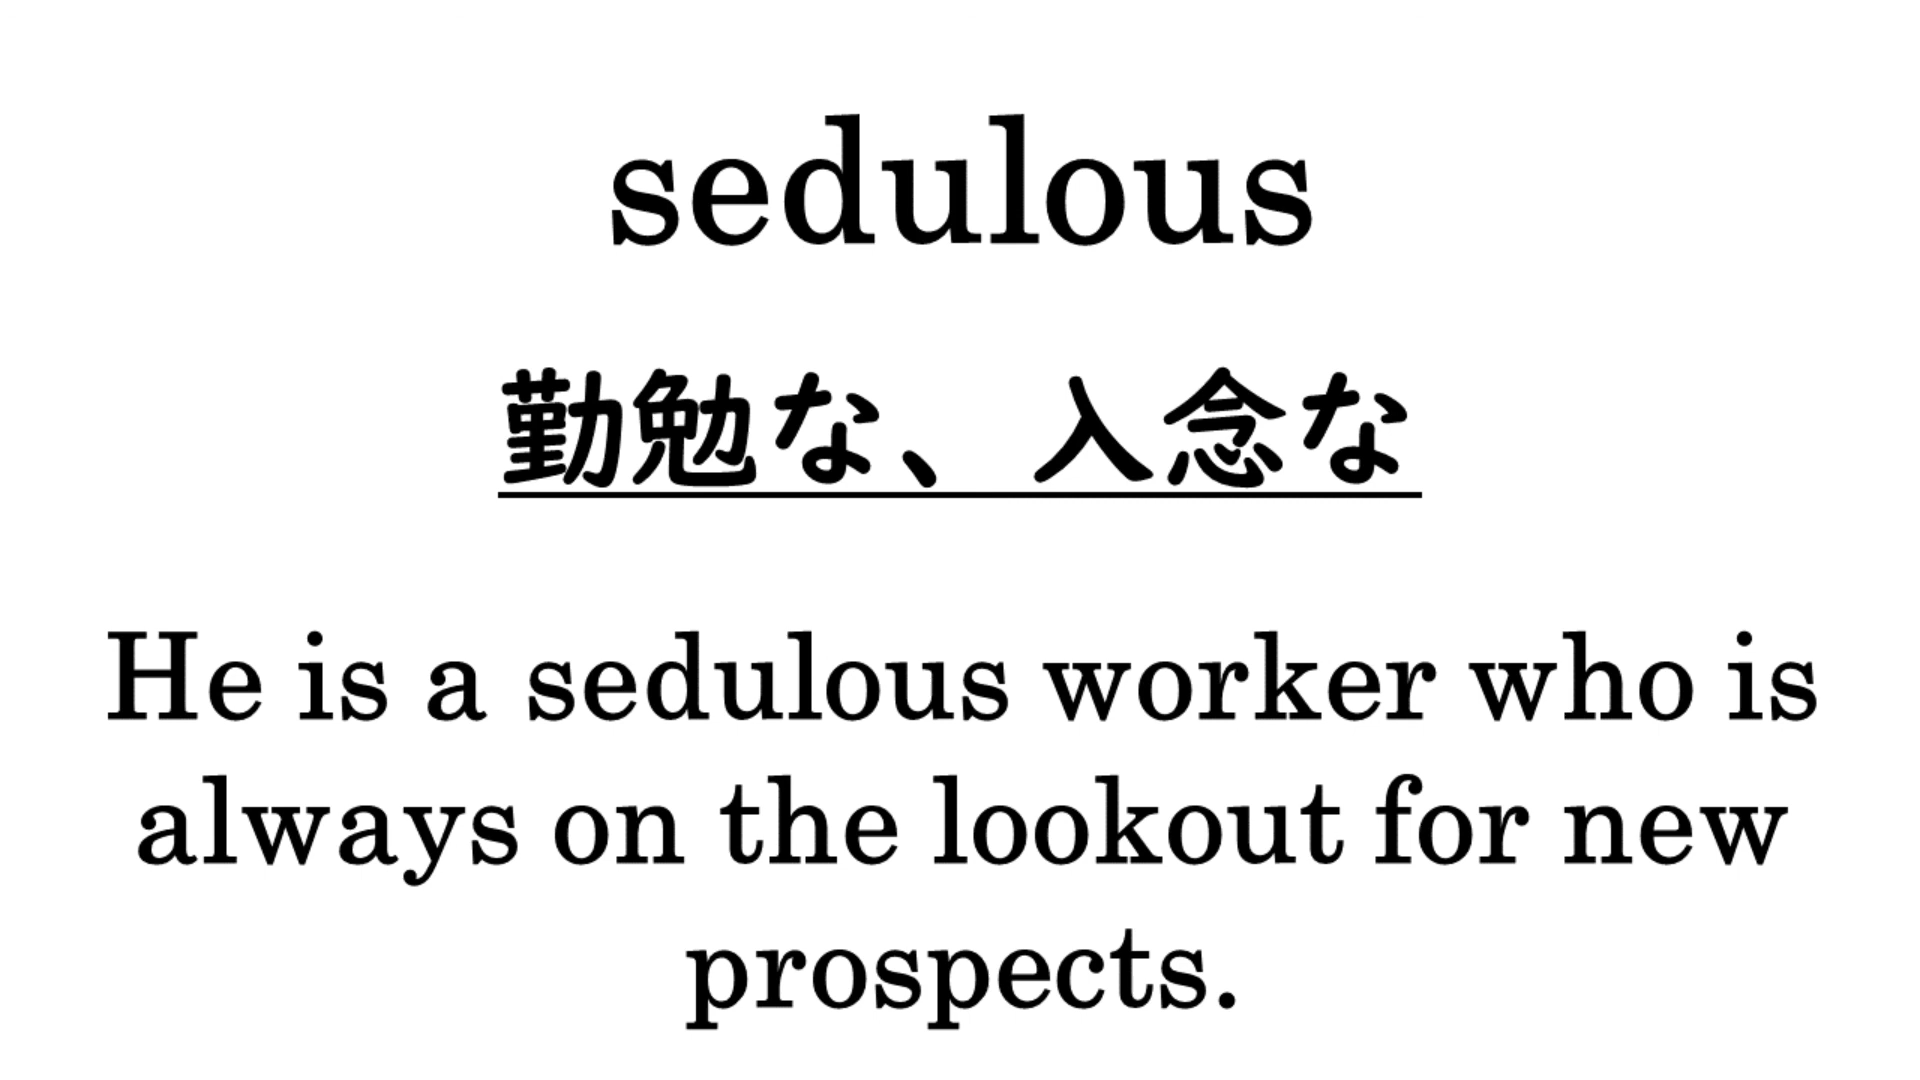 sedulous
勤勉な、入念な
He is a sedulous worker who is
always on the lookout for new
prospects.